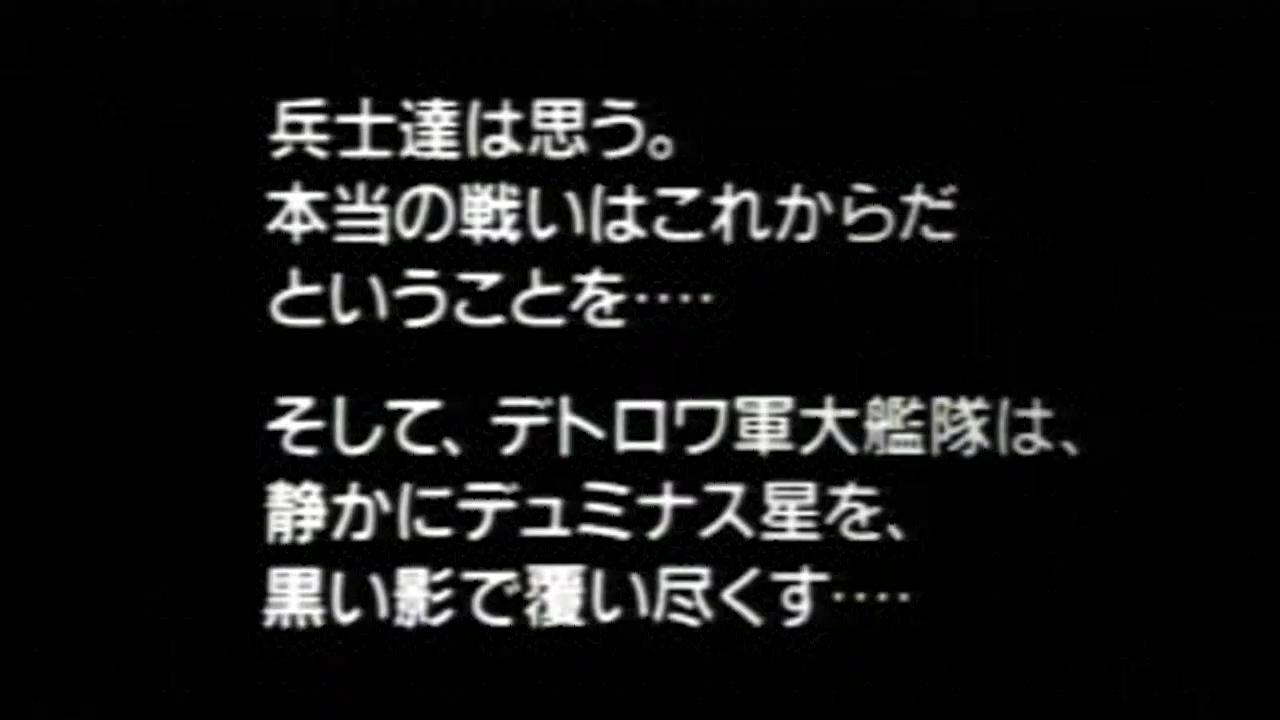 兵士達は思う。
本当の戦いはこれからだ
ということを‥‥
そして、デトロワ軍大艦隊は、
静かにデュミナス星を、
黒い影で覆い尽くす‥‥